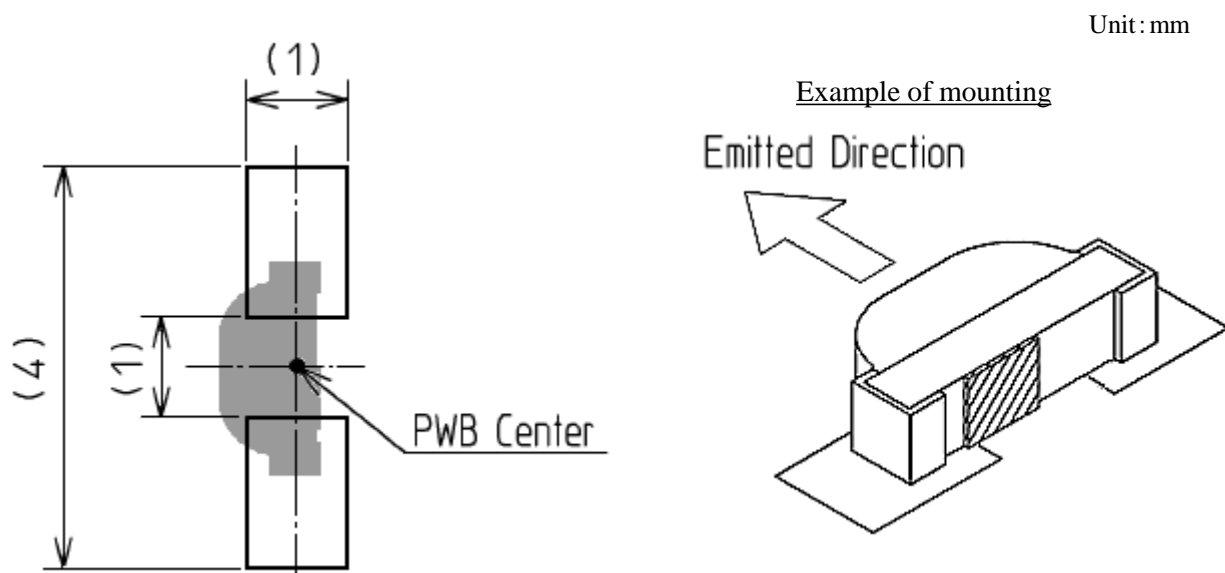 Unit：mm
(1)
Example of mounting
Emitted Direction
(4)
(1)
PWB Center